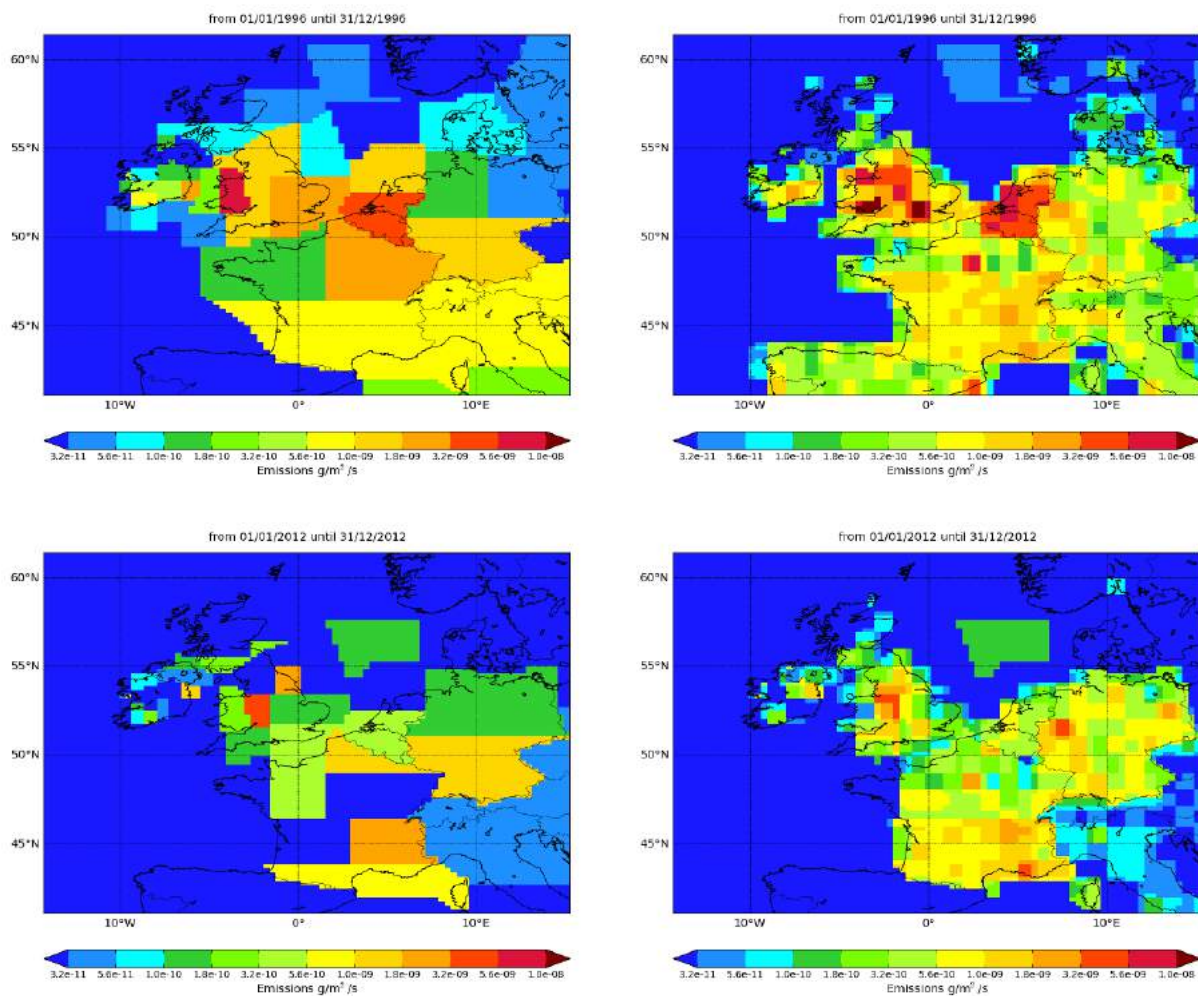 from 01/01/1996 until 31/12/1996
60°N
55°N
50°N
45°N
10°W 0° 10°E
3.2e-11 5.6e-11 1.0e-10 1.8e-10 3.2e-10 5.6e-10 1.0e-09 1.8e-09 3.2e-09 5.6e-09 1.0e-08
Emissions g/m²/s
from 01/01/1996 until 31/12/1996
60°N
55°N
50°N
45°N
10°W 0° 10°E
3.2e-11 5.6e-11 1.0e-10 1.8e-10 3.2e-10 5.6e-10 1.0e-09 1.8e-09 3.2e-09 5.6e-09 1.0e-08
Emissions g/m²/s
from 01/01/2012 until 31/12/2012
60°N
55°N
50°N
45°N
10°W 0° 10°E
3.2e-11 5.6e-11 1.0e-10 1.8e-10 3.2e-10 5.6e-10 1.0e-09 1.8e-09 3.2e-09 5.6e-09 1.0e-08
Emissions g/m²/s
from 01/01/2012 until 31/12/2012
60°N
55°N
50°N
45°N
10°W 0° 10°E
3.2e-11 5.6e-11 1.0e-10 1.8e-10 3.2e-10 5.6e-10 1.0e-09 1.8e-09 3.2e-09 5.6e-09 1.0e-08
Emissions g/m²/s